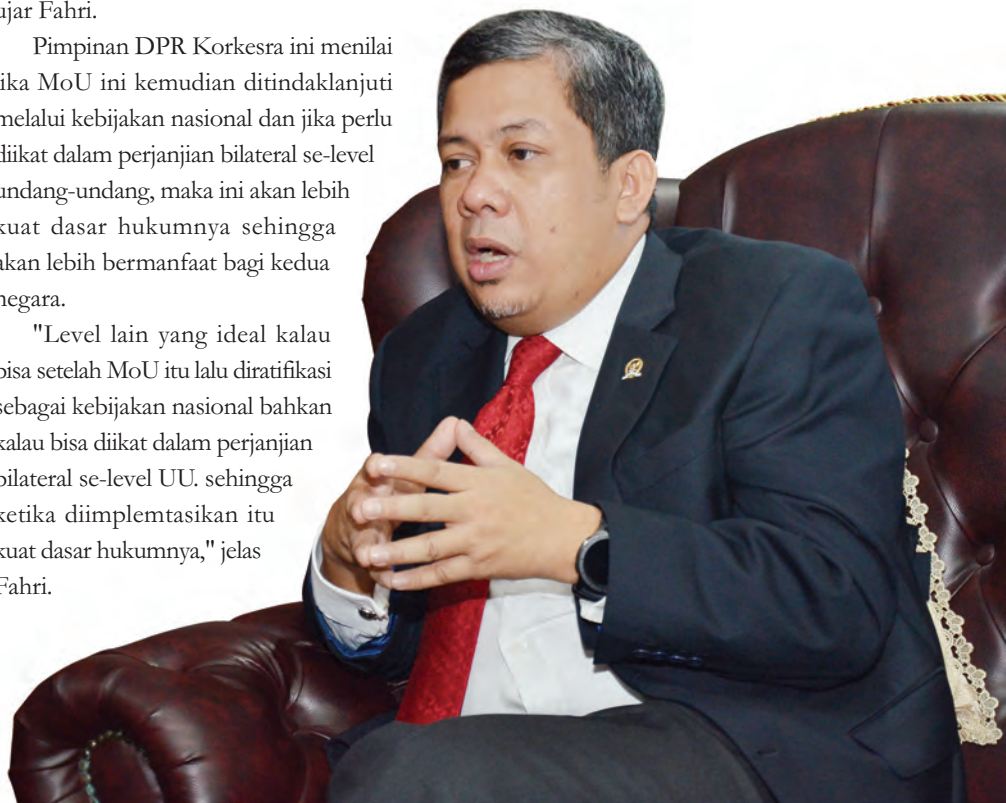 ujar Fahri.
Pimpinan DPR Korkesra ini menilai
jika MoU ini kemudian ditindaklanjuti
melalui kebijakan nasional dan jika perlu
diikat dalam perjanjian bilateral se-level
undang-undang, maka ini akan lebih
kuat dasar hukumnya sehingga
akan lebih bermanfaat bagi kedua
negara.
"Level lain yang ideal kalau
bisa setelah MoU itu lalu diratifikasi
sebagai kebijakan nasional bahkan
kalau bisa diikat dalam perjanjian
bilateral se-level UU. sehingga
ketika diimplemtasikan itu
kuat dasar hukumnya," jelas
Fahri.